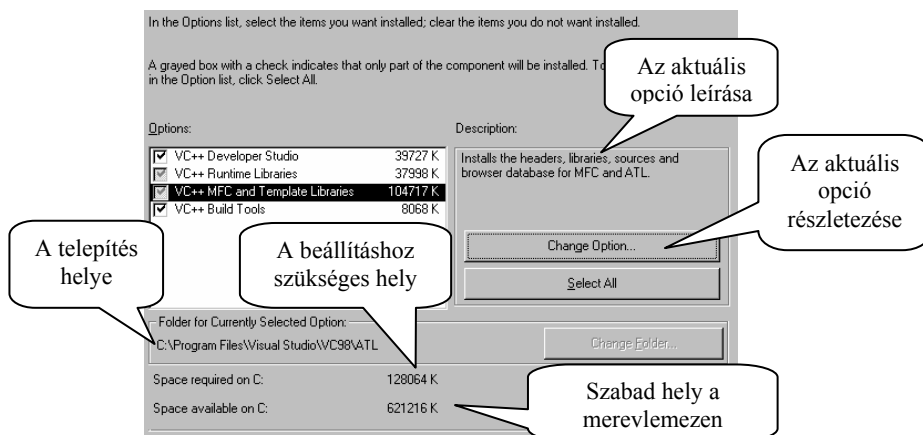 In the Options list, select the items you want installed; clear the items you do not want installed.
A grayed box with a check indicates that only part of the component will be installed. To
in the Option list, click Select All.
Az aktuális
opció leírása
Options:
Description:
VC++ Developer Studio 39727 K
VC++ Runtime Libraries 37998 K
VC++ MFC and Template Libraries 104717 K
VC++ Build Tools 8068 K
Installs the headers, libraries, sources and
browser database for MFC and ATL.
Az aktuális
opció
részletezése
Change Option...
Select All
A telepítés
helye
A beállításhoz
szükséges hely
Folder for Currently Selected Option:
C:\Program Files\Visual Studio\VC98\ATL
Change Folder...
Space required on C: 128064 K
Space available on C: 621216 K
Szabad hely a
merevlemezen